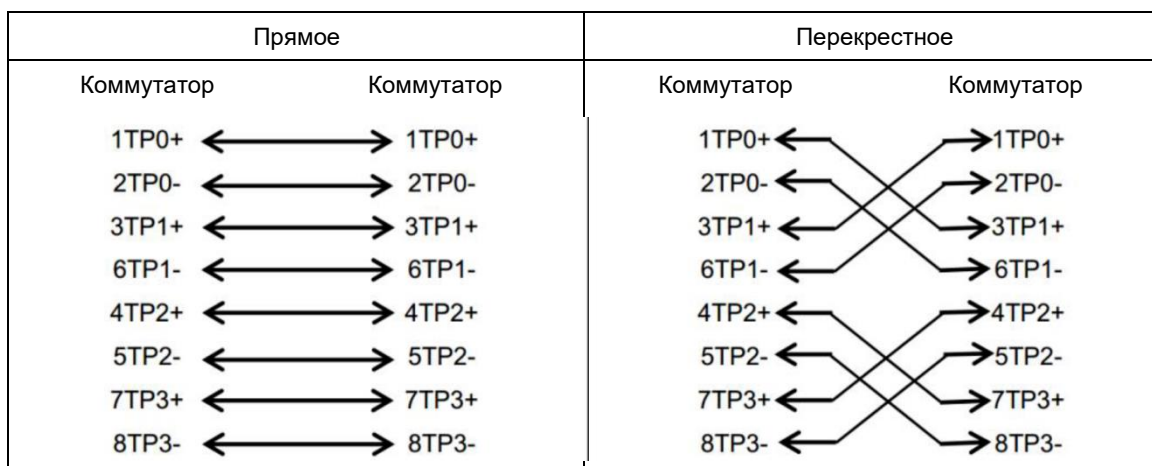 Прямое Перекрестное
Коммутатор Коммутатор Коммутатор Коммутатор
1TP0+ 1TP0+ 1TP0+ 1TP0+
2TP0- 2TP0- 2TP0- 2TP0-
3TP1+ 3TP1+ 3TP1+ 3TP1+
6TP1- 6TP1- 6TP1- 6TP1-
4TP2+ 4TP2+ 4TP2+ 4TP2+
5TP2- 5TP2- 5TP2- 5TP2-
7TP3+ 7TP3+ 7TP3+ 7TP3+
8TP3- 8TP3- 8TP3- 8TP3-